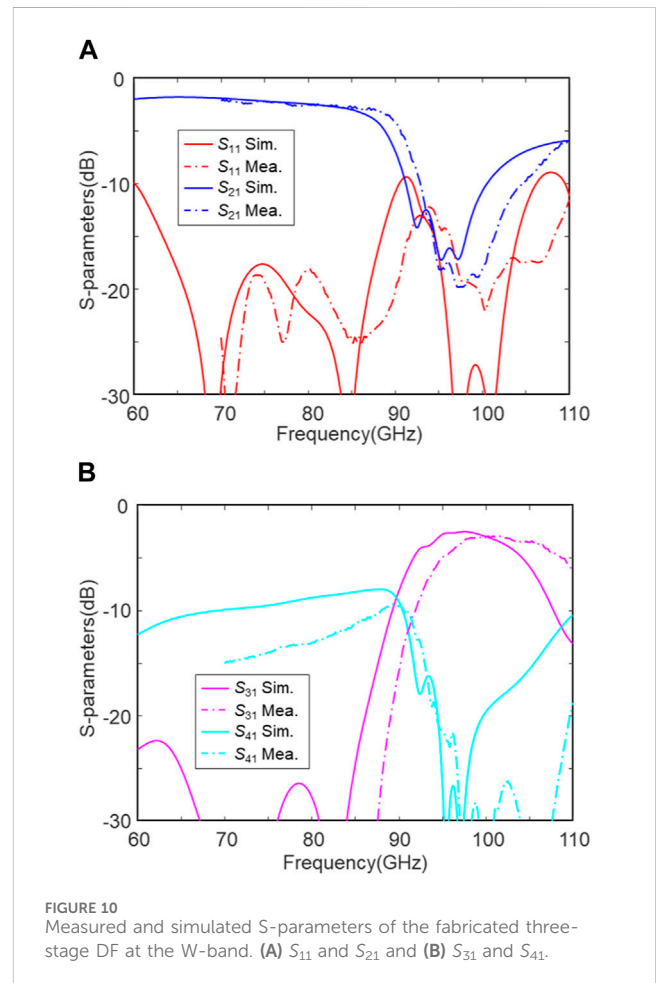 A
0
-10
-20
-30
S-parameters(dB)
S₁₁ Sim.
S₁₁ Mea.
S₂₁ Sim.
S₂₁ Mea.
60 70 80 90 100 110
Frequency(GHz)
B
0
-10
-20
-30
S-parameters(dB)
S₃₁ Sim.
S₃₁ Mea.
S₄₁ Sim.
S₄₁ Mea.
60 70 80 90 100 110
Frequency(GHz)
FIGURE 10
Measured and simulated S-parameters of the fabricated three-
stage DF at the W-band. (A) S₁₁ and S₂₁ and (B) S₃₁ and S₄₁.